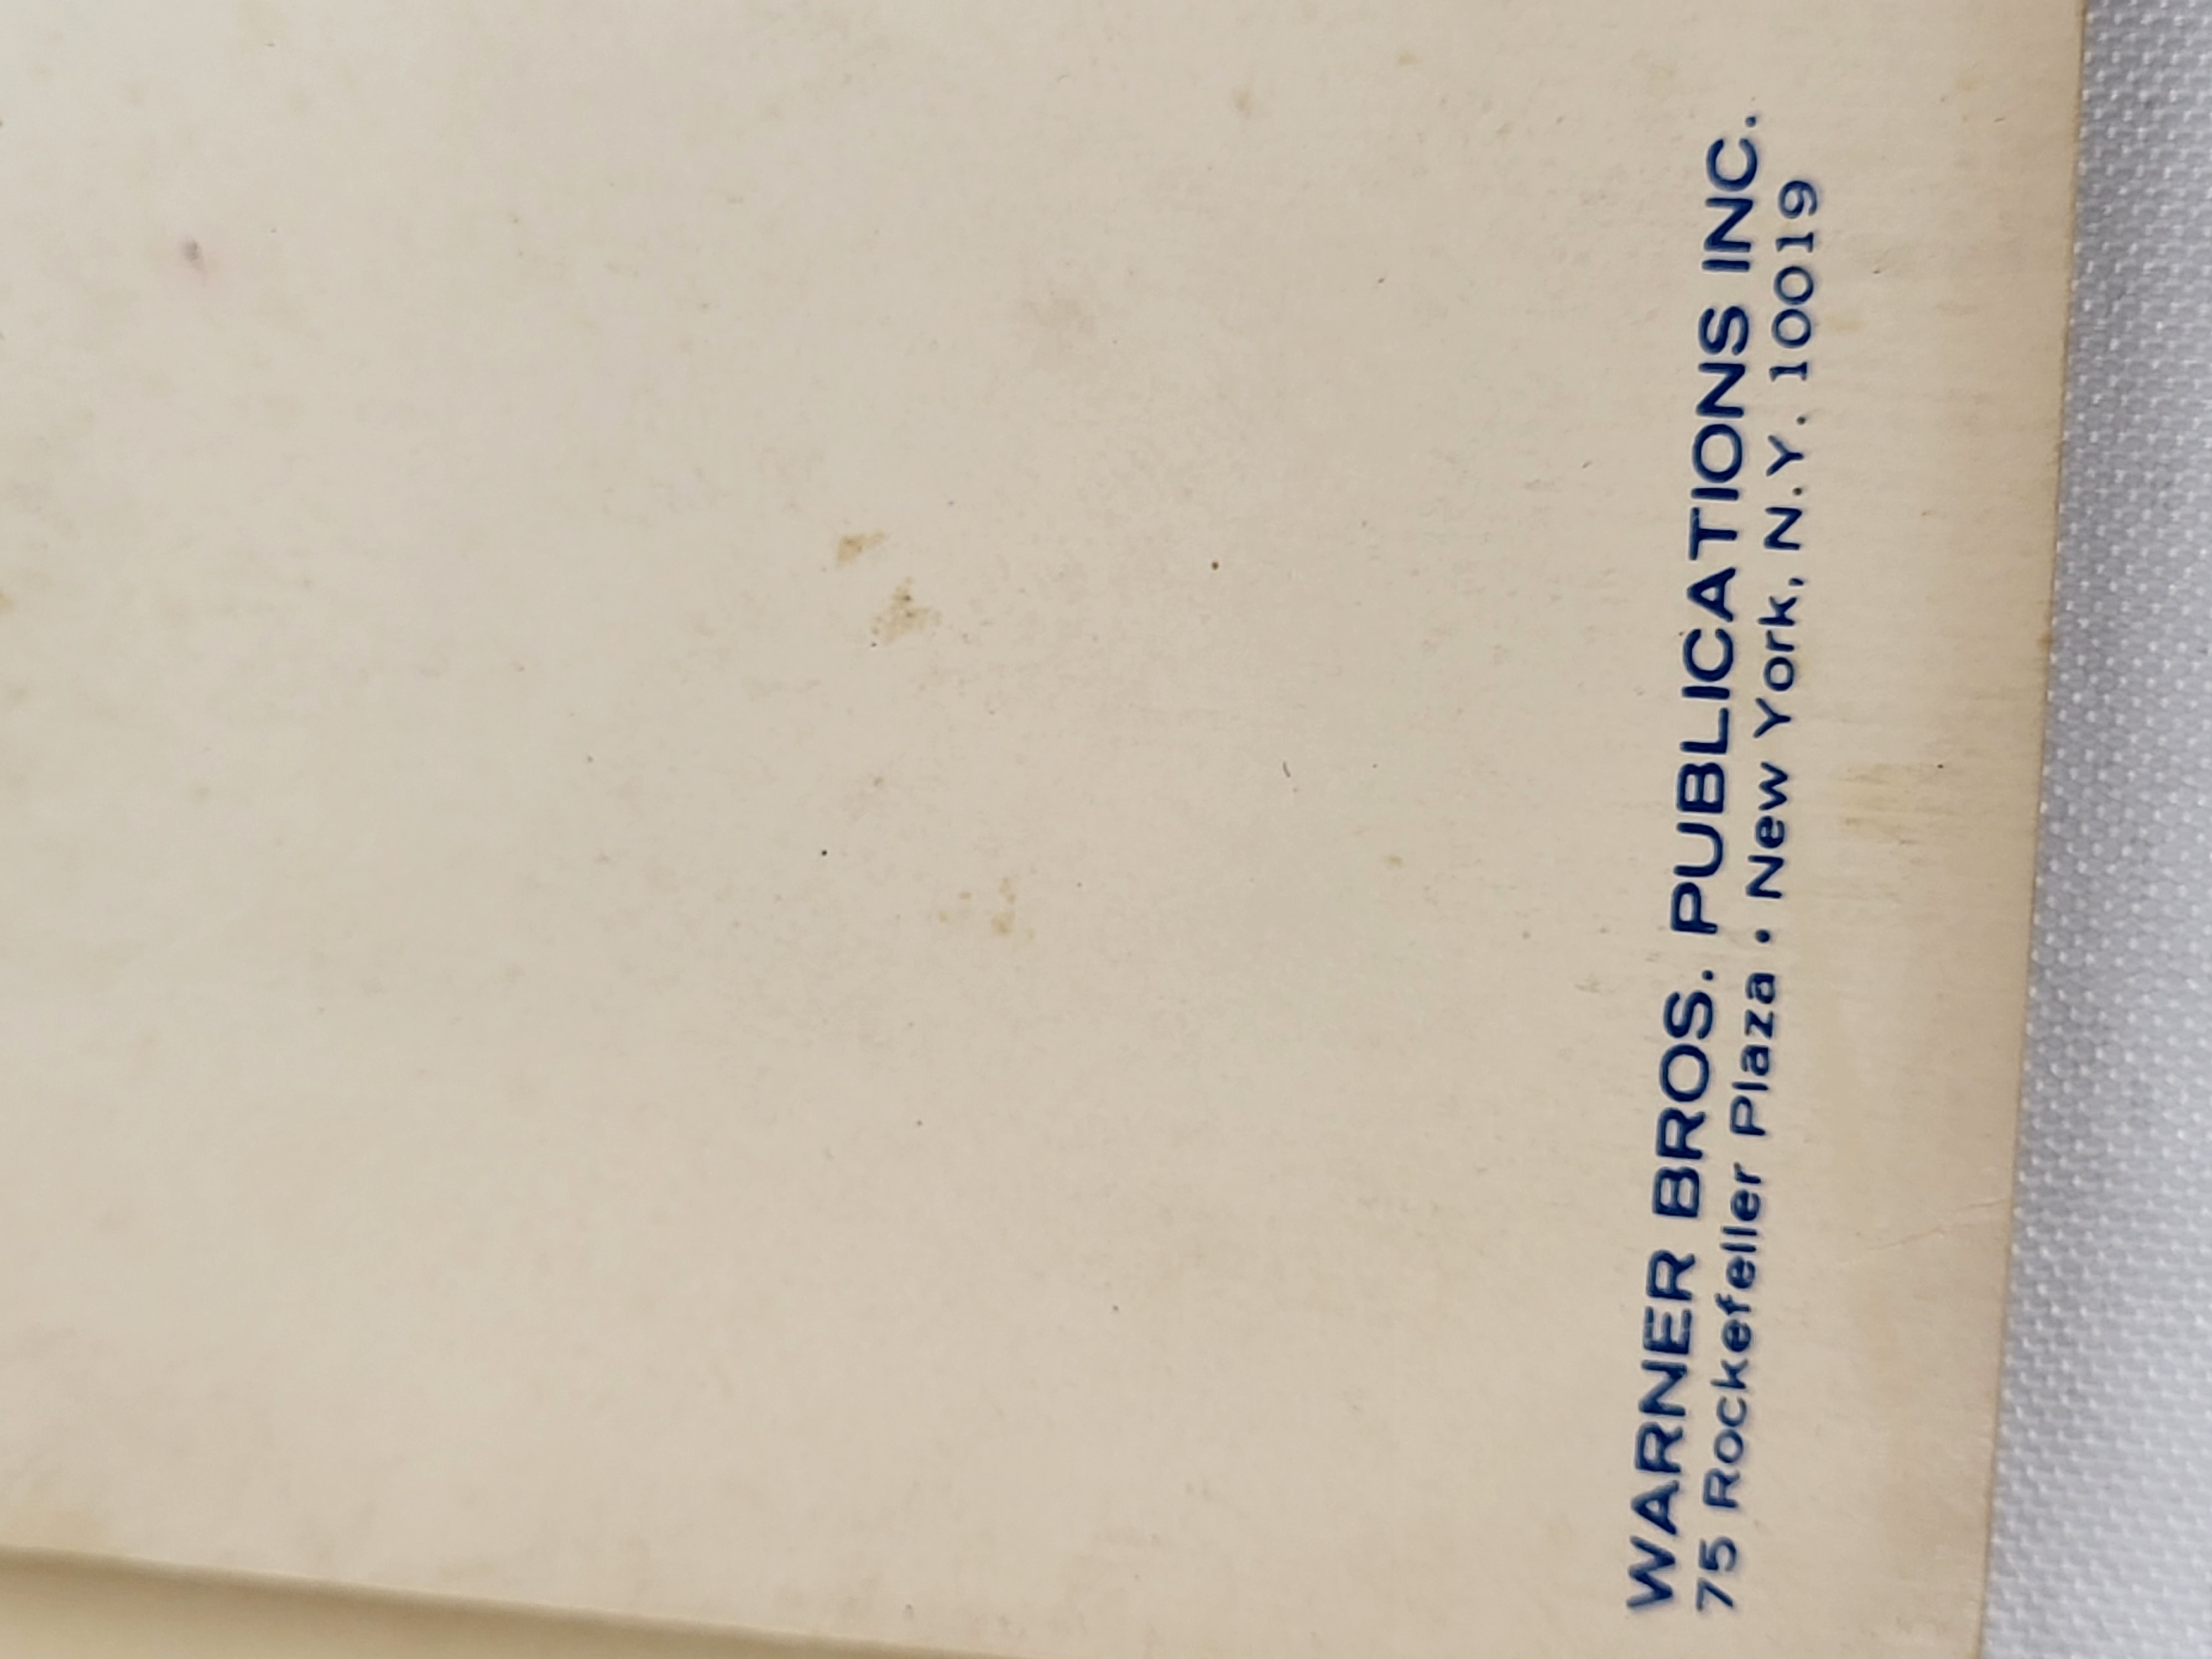 WARNER BROS. PUBLICATIONS INC.
75 Rockefeller Plaza • New York, N.Y. 10019